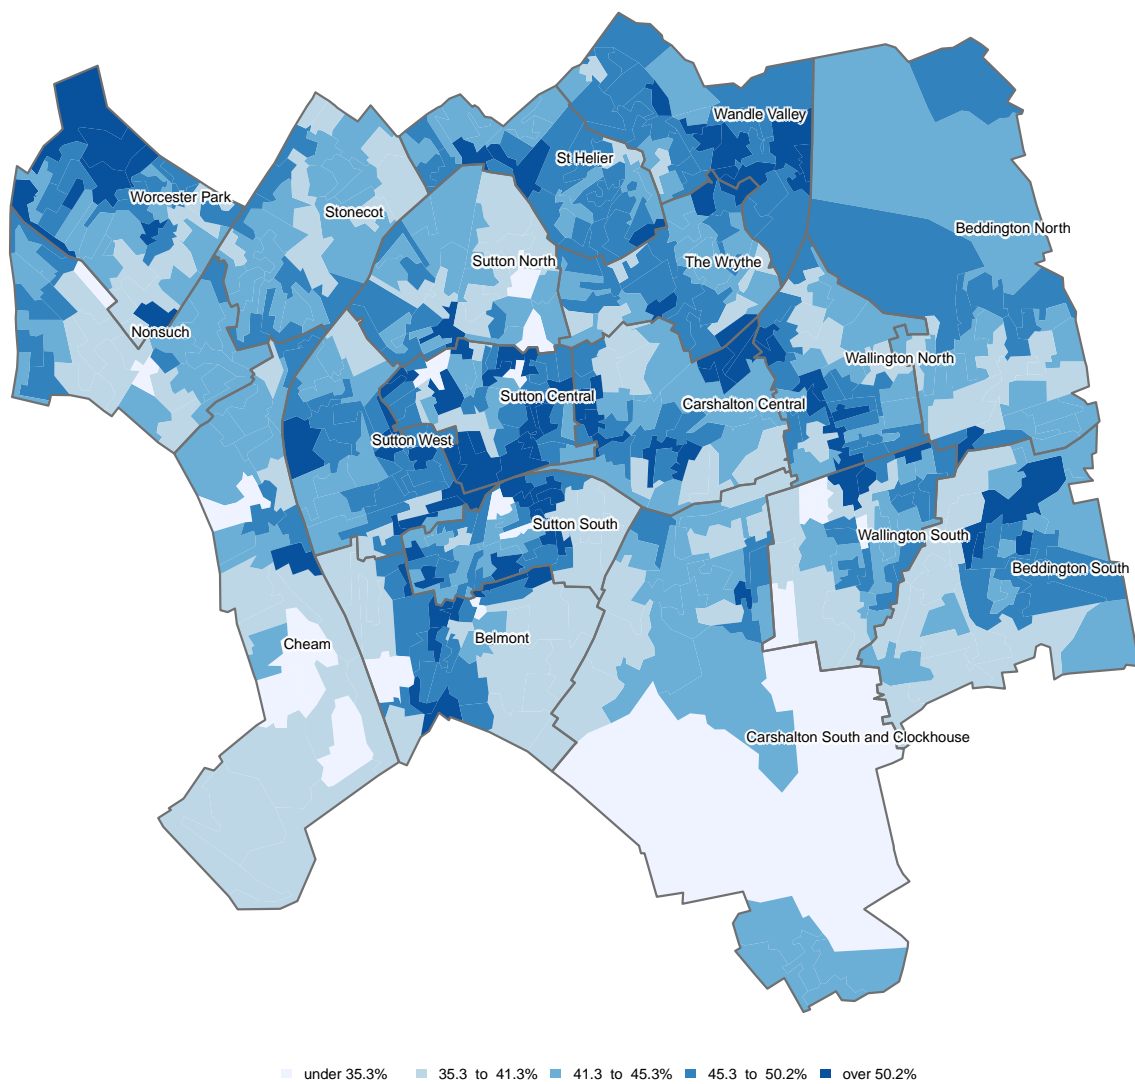 Wandle Valley
St Helier
Worcester Park
Stonecot
Beddington North
Sutton North
The Wrythe
Nonsuch
Wallington North
Sutton Central
Carshalton Central
Sutton West
Sutton South
Wallington South
Beddington South
Belmont
Cheam
Carshalton South and Clockhouse
under 35.3% 35.3 to 41.3% 41.3 to 45.3% 45.3 to 50.2% over 50.2%